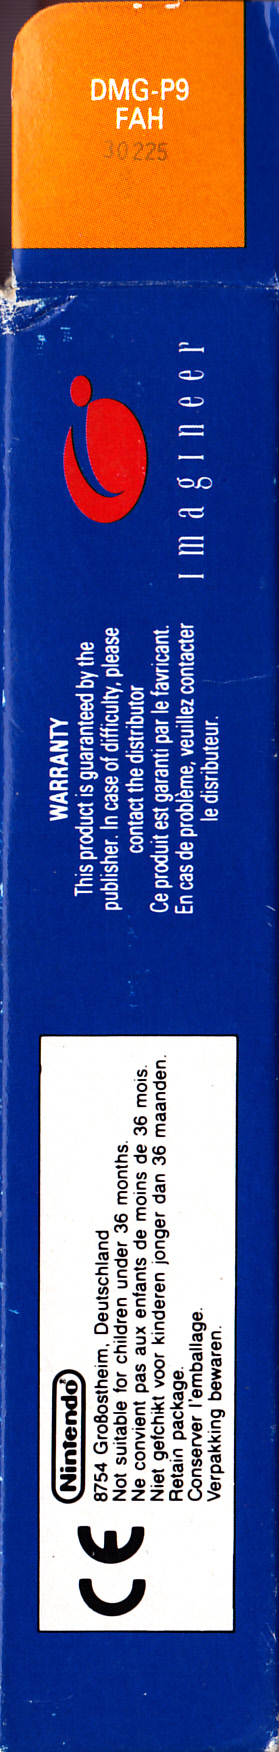 DMG-P9
FAH
30225
Imagineer
WARRANTY
This product is guaranteed by the
publisher. In case of difficulty, please
contact the distributor
Ce produit est garanti par le favricant.
En cas de problème, veuillez contacter
le disributeur.
CE
Nintendo®
8754 Großostheim, Deutschland
Not suitable for children under 36 months.
Ne convient pas aux enfants de moins de 36 mois.
Niet gefchikt voor kinderen jonger dan 36 maanden.
Retain package.
Conserver l'emballage.
Verpakking bewaren.